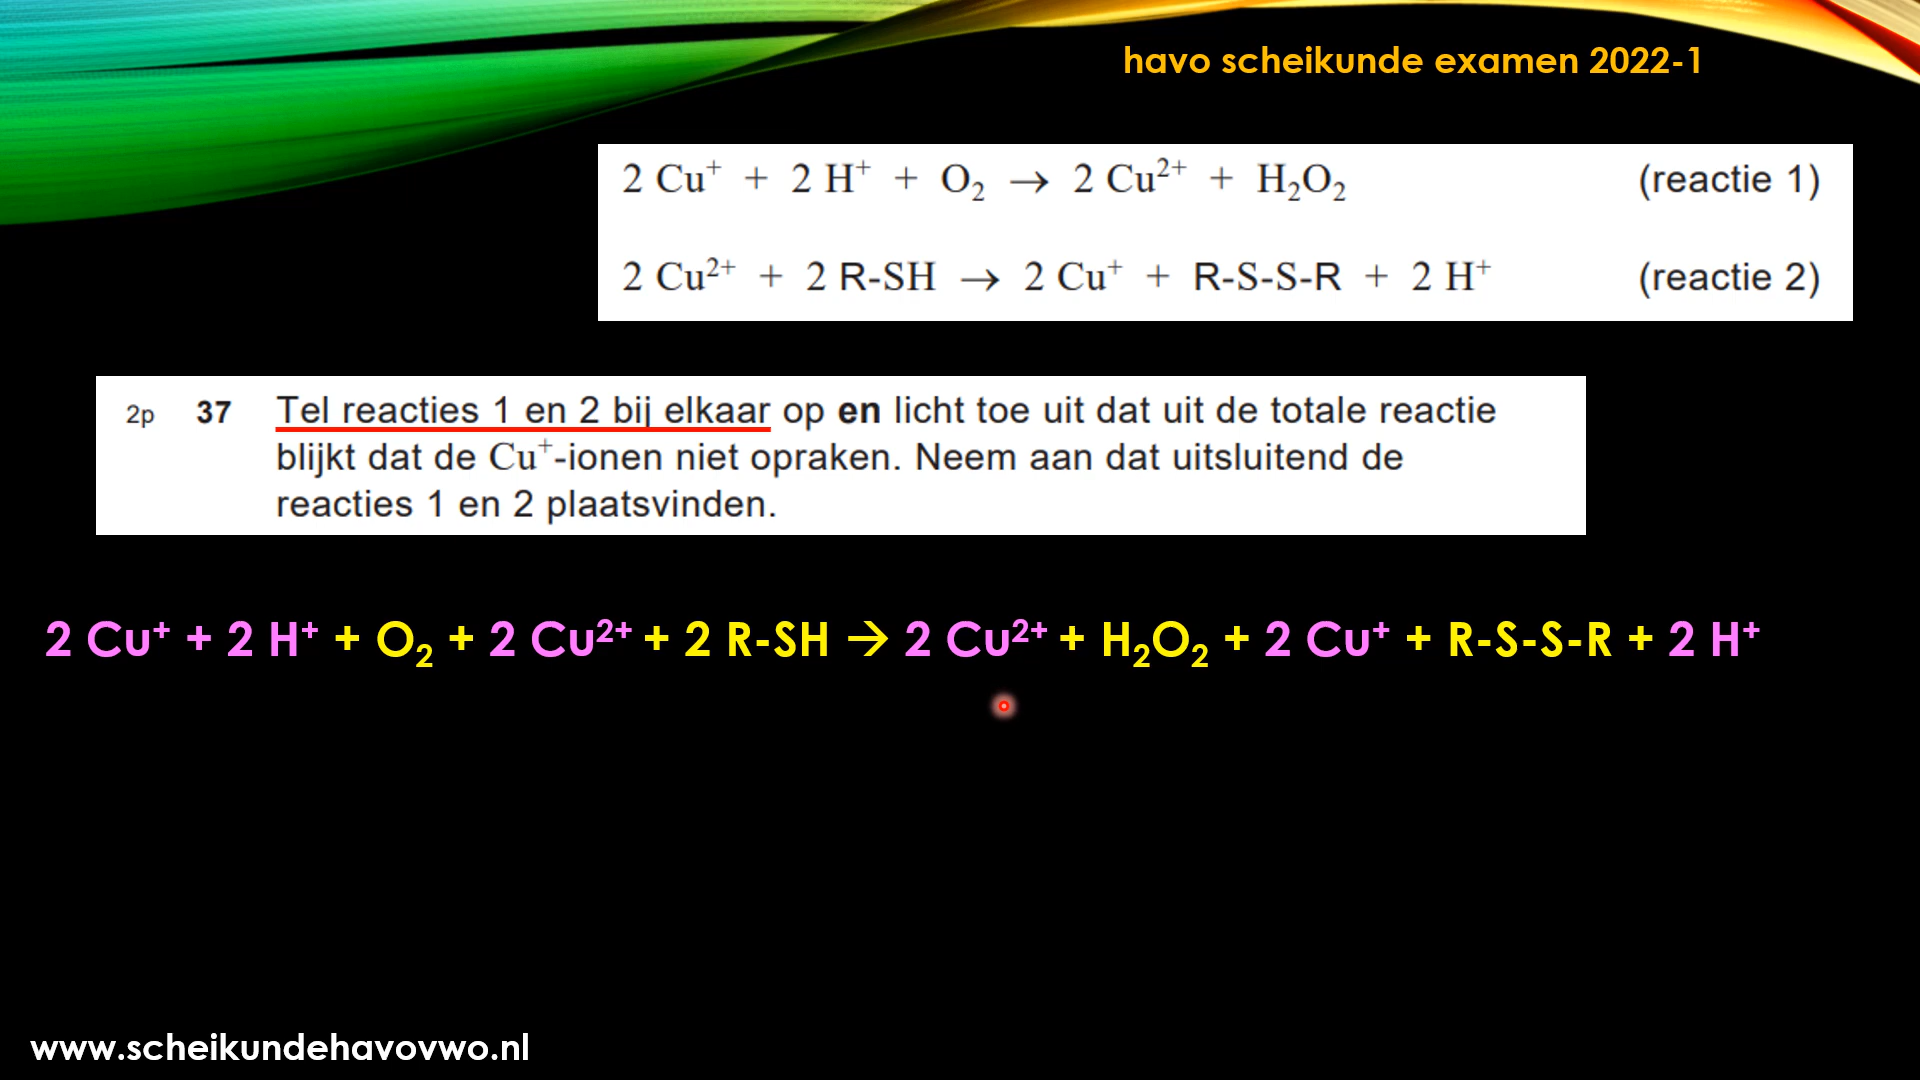 havo scheikunde examen 2022-1
2 Cu⁺ + 2 H⁺ + O₂ → 2 Cu²⁺ + H₂O₂ (reactie 1)
2 Cu²⁺ + 2 R-SH → 2 Cu⁺ + R-S-S-R + 2 H⁺ (reactie 2)
2p 37 Tel reacties 1 en 2 bij elkaar op en licht toe uit dat uit de totale reactie
blijkt dat de Cu⁺-ionen niet opraken. Neem aan dat uitsluitend de
reacties 1 en 2 plaatsvinden.
2 Cu⁺ + 2 H⁺ + O₂ + 2 Cu²⁺ + 2 R-SH → 2 Cu²⁺ + H₂O₂ + 2 Cu⁺ + R-S-S-R + 2 H⁺
www.scheikundehavovwo.nl